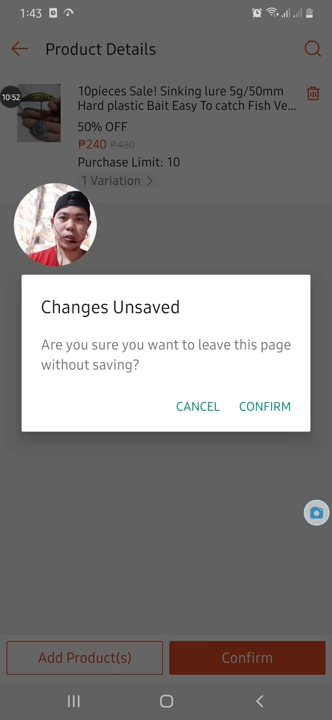 1:43
Product Details
10:52
10pieces Sale! Sinking lure 5g/50mm
Hard plastic Bait Easy To catch Fish Ve...
50% OFF
₱240 ₱480
Purchase Limit: 10
1 Variation >
Changes Unsaved
Are you sure you want to leave this page
without saving?
CANCEL CONFIRM
Add Product(s) Confirm